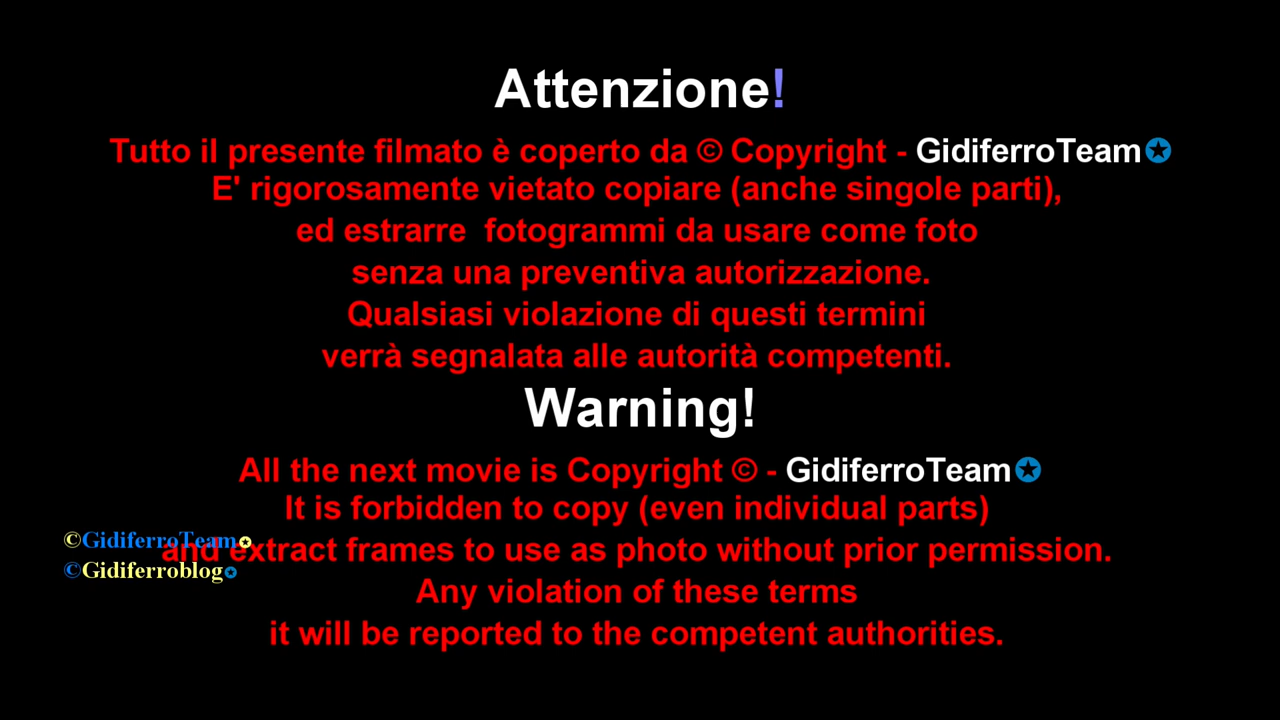 Attenzione!
Tutto il presente filmato è coperto da © Copyright - GidiferroTeam✪
E' rigorosamente vietato copiare (anche singole parti),
ed estrarre fotogrammi da usare come foto
senza una preventiva autorizzazione.
Qualsiasi violazione di questi termini
verrà segnalata alle autorità competenti.
Warning!
All the next movie is Copyright © - GidiferroTeam✪
It is forbidden to copy (even individual parts)
©GidiferroTeam✪
and extract frames to use as photo without prior permission.
©Gidiferroblog✪
Any violation of these terms
it will be reported to the competent authorities.